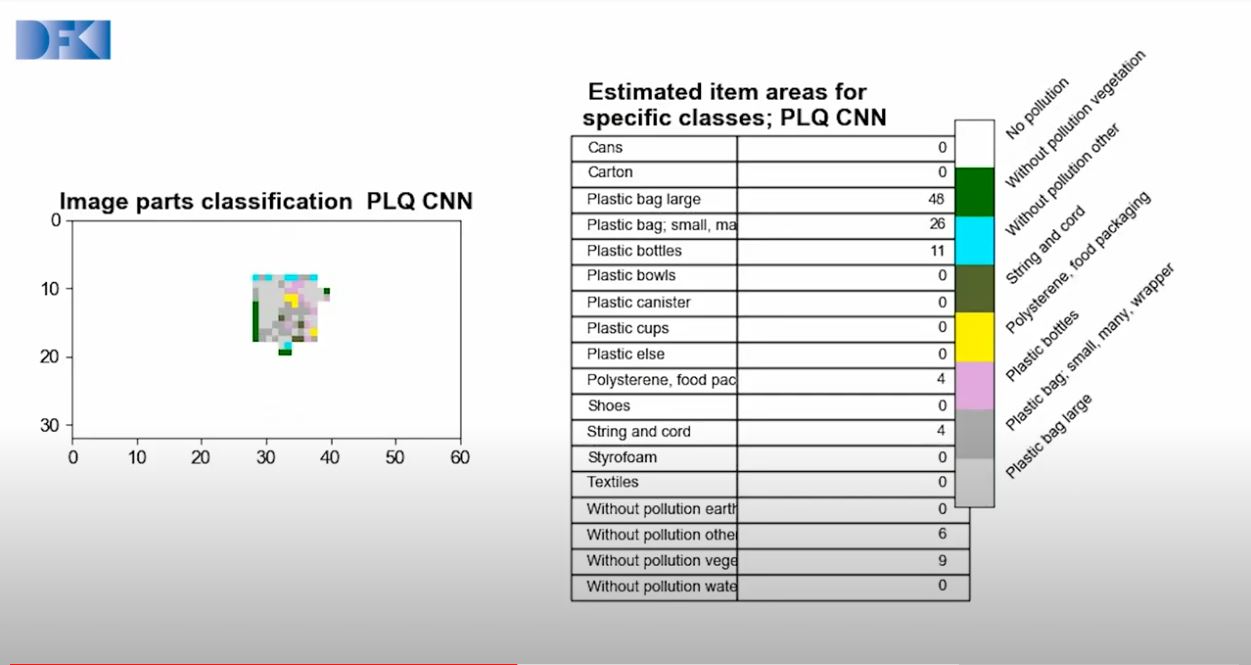 DFKI
Estimated item areas for
specific classes; PLQ CNN
Image parts classification PLQ CNN
0
10
20
30
0 10 20 30 40 50 60
Cans 0
Carton 0
Plastic bag large 48
Plastic bag; small, ma 26
Plastic bottles 11
Plastic bowls 0
Plastic canister 0
Plastic cups 0
Plastic else 0
Polysterene, food pac 4
Shoes 0
String and cord 4
Styrofoam 0
Textiles 0
Without pollution earth 0
Without pollution other 6
Without pollution vege 9
Without pollution wate 0
No pollution
Without pollution vegetation
Without pollution other
String and cord
Polysterene, food packaging
Plastic bottles
Plastic bag; small, many, wrapper
Plastic bag large